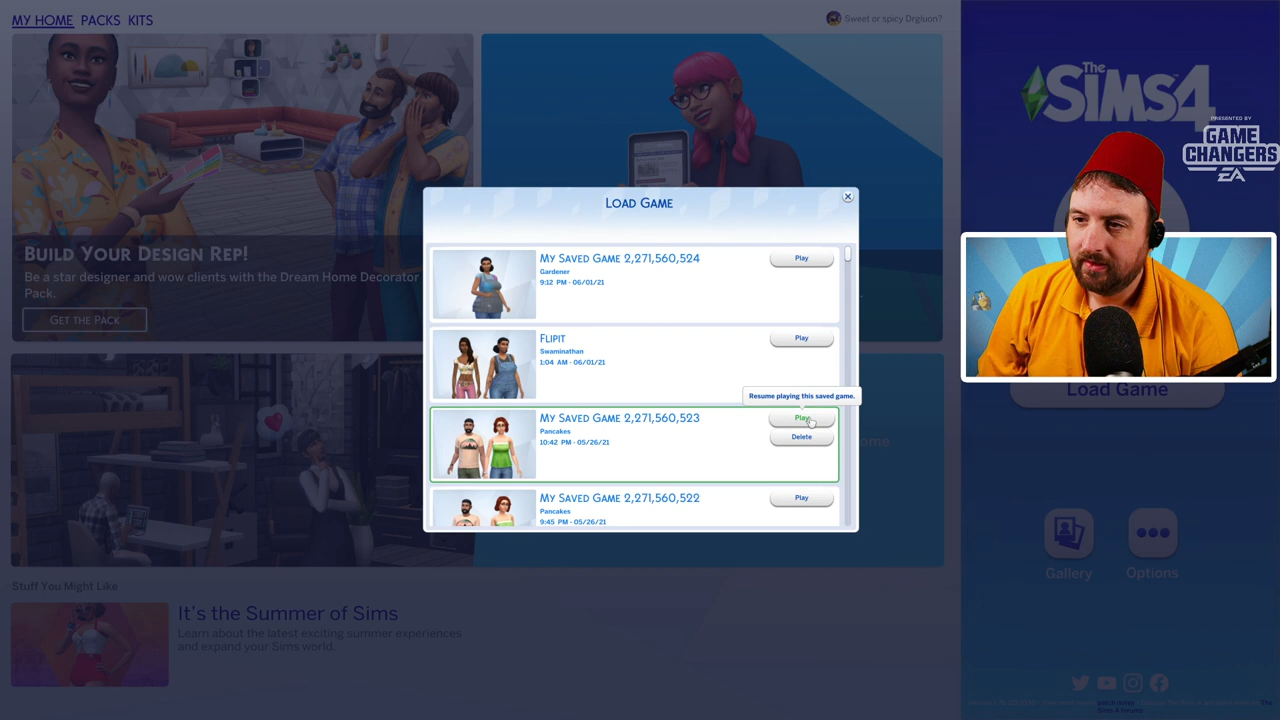 MY HOME PACKS KITS
Sweet or spicy Drgluon?
BUILD YOUR DESIGN REP!
Be a star designer and wow clients with the Dream Home Decorator
Pack.
GET THE PACK
Stuff You Might Like
It's the Summer of Sims
Learn about the latest exciting summer experiences
and expand your Sims world.
LOAD GAME
MY SAVED GAME 2,271,560,524
Gardener
9:12 PM - 06/01/21
Play
FLIPIT
Swaminathan
1:04 AM - 06/01/21
Play
Resume playing this saved game.
MY SAVED GAME 2,271,560,523
Pancakes
10:42 PM - 05/26/21
Play
Delete
MY SAVED GAME 2,271,560,522
Pancakes
9:45 PM - 05/26/21
Play
The SIMS 4
PRESENTED BY
GAME
CHANGERS
EA
Load Game
Gallery
Options